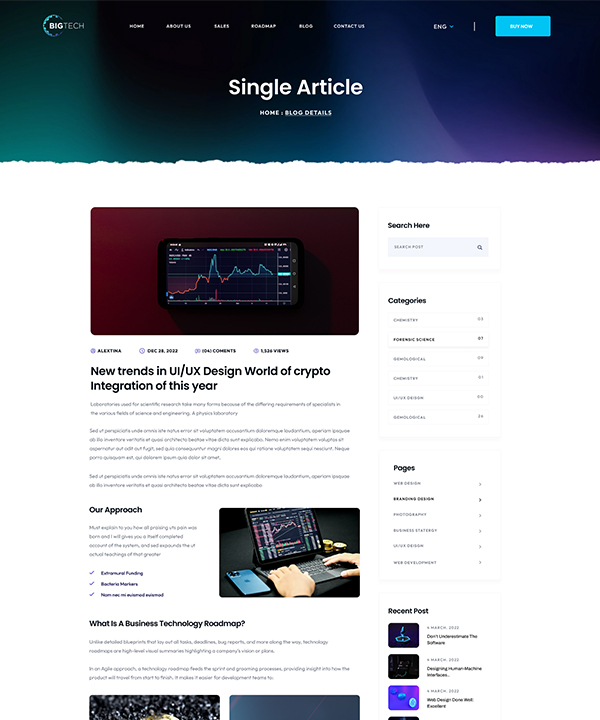 BIGTECH
HOME
ABOUT US
SALES
ROADMAP
BLOG
CONTACT US
ENG
BUY NOW
Single Article
HOME : BLOG DETAILS
ALEXTINA
DEC 28, 2022
(04) COMENTS
1,526 VIEWS
New trends in UI/UX Design World of crypto
Integration of this year
Laboratories used for scientific research take many forms because of the differing requirements of specialists in
the various fields of science and engineering. A physics laboratory
Sed ut perspiciatis unde omnis iste natus error sit voluptatem accusantium doloremque laudantium, aperiam ipsaque
ab illo inventore veritatis et quasi architecto beatae vitae dicta sunt explicabo. Nemo enim voluptatem voluptas sit
aspernatur aut odit aut fugit, sed quia consequuntur magni dolores eos qui ratione voluptatem sequi nesciunt. Neque
porro quisquam est, qui dolorem ipsum quia dolor sit amet.
Sed ut perspiciatis unde omnis iste natus error sit voluptatem accusantium doloremque laudantium, aperiam ipsaque
ab illo inventore veritatis et quasi architecto beatae vitae dicta sunt explicabo
Our Approach
Must explain to you how all praising uts pain was
born and I will gives you a itself completed
account of the system, and sed expounds the ut
actual teachings of that greater
Extramural Funding
Bacteria Markers
Nam nec mi euismod euismod
What Is A Business Technology Roadmap?
Unlike detailed blueprints that lay out all tasks, deadlines, bug reports, and more along the way, technology
roadmaps are high-level visual summaries highlighting a company's vision or plans.
In an Agile approach, a technology roadmap feeds the sprint and grooming processes, providing insight into how the
product will travel from start to finish. It makes it easier for development teams to:
Search Here
SEARCH POST
Categories
CHEMISTRY 03
FORENSIC SCIENCE 07
GEMOLOGICAL 09
CHEMISTRY 01
UI/UX DEISGN 00
GEMOLOGICAL 26
Pages
WEB DESIGN
BRANDING DESIGN
PHOTOGRAPHY
BUSINESS STATERGY
UI/UX DEISGN
WEB DEVELOPMENT
Recent Post
4 MARCH. 2022
Don't Underestimate The
Software
4 MARCH. 2022
Designing Human-Machine
Interfaces..
4 MARCH. 2022
Web Design Done Well:
Excellent